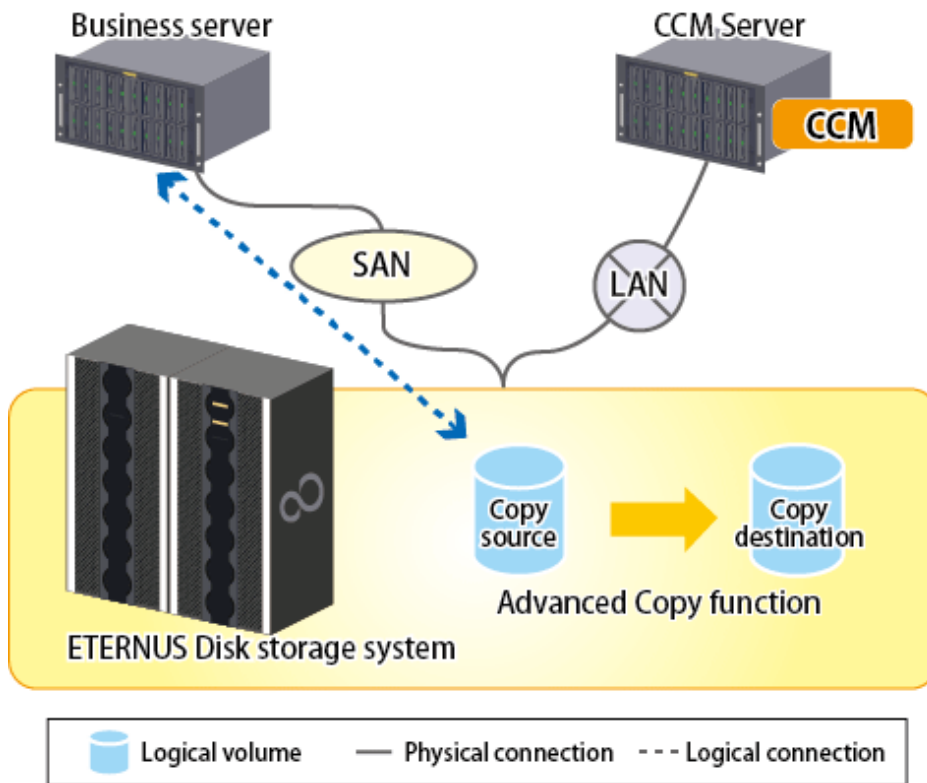 Business server
CCM Server
CCM
SAN
LAN
Copy
source
Copy
destination
Advanced Copy function
ETERNUS Disk storage system
Logical volume
Physical connection
Logical connection